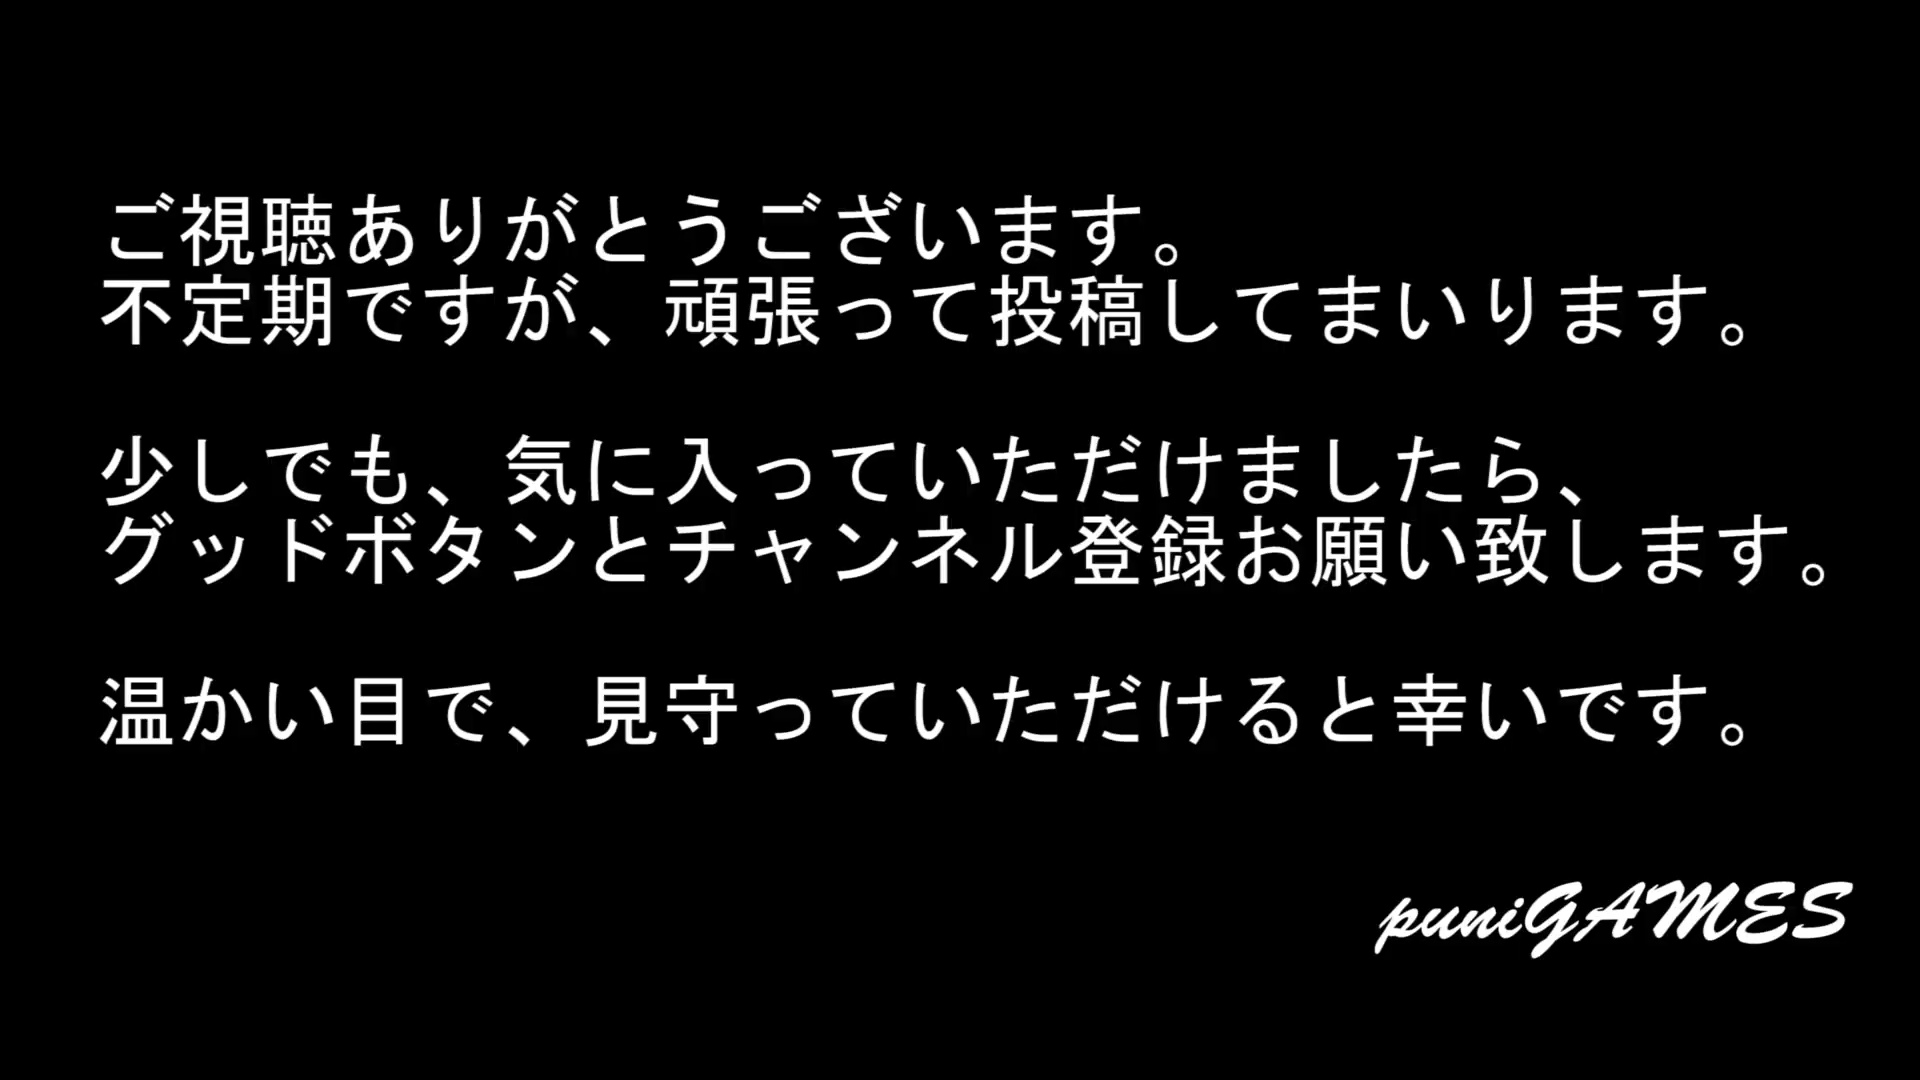 ご視聴ありがとうございます。
不定期ですが、頑張って投稿してまいります。
少しでも、気に入っていただけましたら、
グッドボタンとチャンネル登録お願い致します。
温かい目で、見守っていただけると幸いです。
puniGAMES